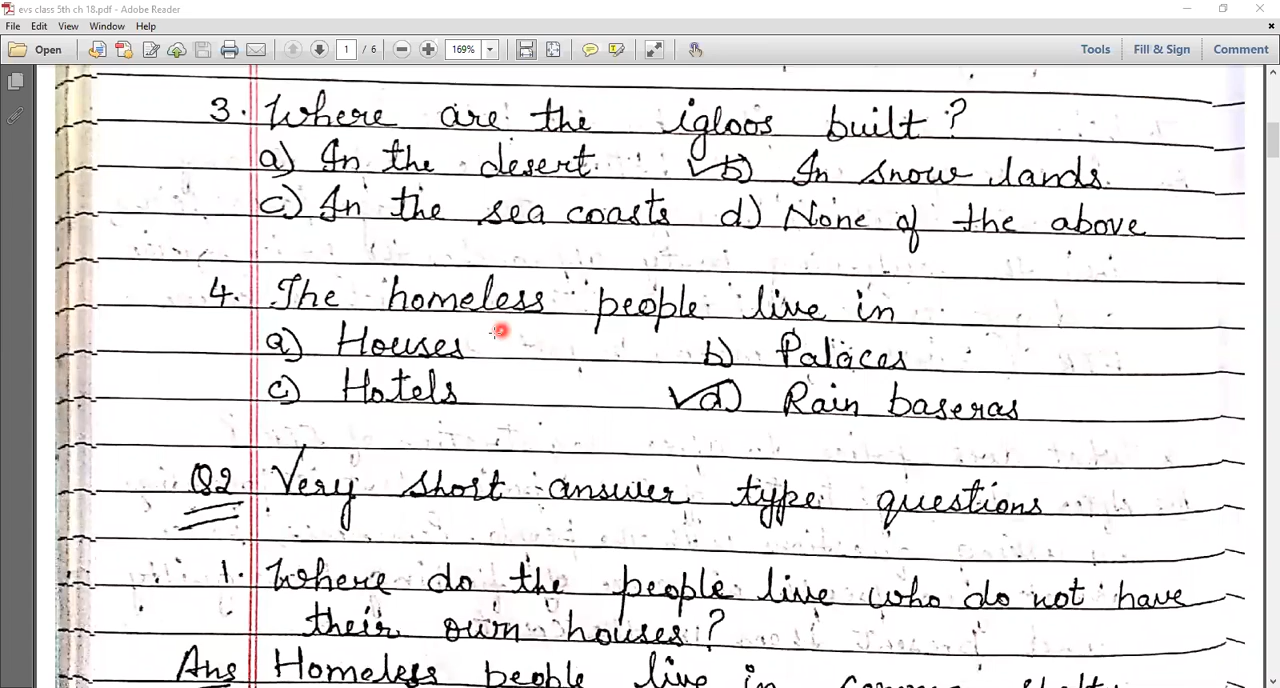 evs class 5th ch 18.pdf - Adobe Reader
File Edit View Window Help
Open 1 / 6 169% Tools Fill & Sign Comment
3. Where are the igloos built?
a) In the desert b) In snow lands
c) In the sea coasts d) None of the above
4. The homeless people live in
a) Houses b) Palaces
c) Hotels d) Rain baseras
Q2 Very short answer type questions
1. Where do the people live who do not have
their own houses?
Ans Homeless people live in